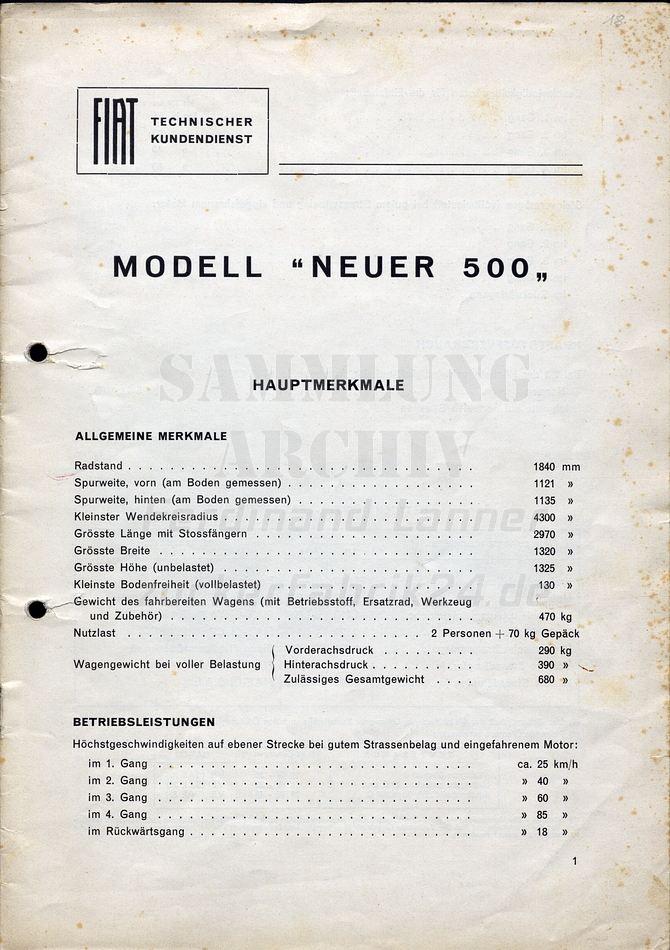 18
FIAT
TECHNISCHER
KUNDENDIENST
MODELL “NEUER 500„
SAMMLUNG
HAUPTMERKMALE
ARCHIV
ALLGEMEINE MERKMALE
Radstand . . . . . . . . . . 1840 mm
Spurweite, vorn (am Boden gemessen) . . . . . . . . . . 1121 »
Spurweite, hinten (am Boden gemessen) . . . . . . . . . . 1135 »
Kleinster Wendekreisradius . . . . . . . . . . 4300 »
Ferdinand Lanner
Grösste Länge mit Stossfängern . . . . . . . . . . 2970 »
Grösste Breite . . . . . . . . . . 1320 »
Grösste Höhe (unbelastet) . . . . . . . . . . 1325 »
Kleinste Bodenfreiheit (vollbelastet) . . . . . . . . . . 130 »
Gewicht des fahrbereiten Wagens (mit Betriebsstoff, Ersatzrad, Werkzeug
und Zubehör) . . . . . . . . . . 470 kg
Nutzlast . . . . . . . . . . 2 Personen + 70 kg Gepäck
Vorderachsdruck . . . . . . . . . . 290 kg
Wagengewicht bei voller Belastung { Hinterachsdruck . . . . . . . . . . 390 »
Zulässiges Gesamtgewicht . . . . 680 »
BETRIEBSLEISTUNGEN
Höchstgeschwindigkeiten auf ebener Strecke bei gutem Strassenbelag und eingefahrenem Motor:
im 1. Gang . . . . . . . . . . ca. 25 km/h
im 2. Gang . . . . . . . . . . » 40 »
im 3. Gang . . . . . . . . . . » 60 »
im 4. Gang . . . . . . . . . . » 85 »
im Rückwärtsgang . . . . . . . . . . » 18 »
1